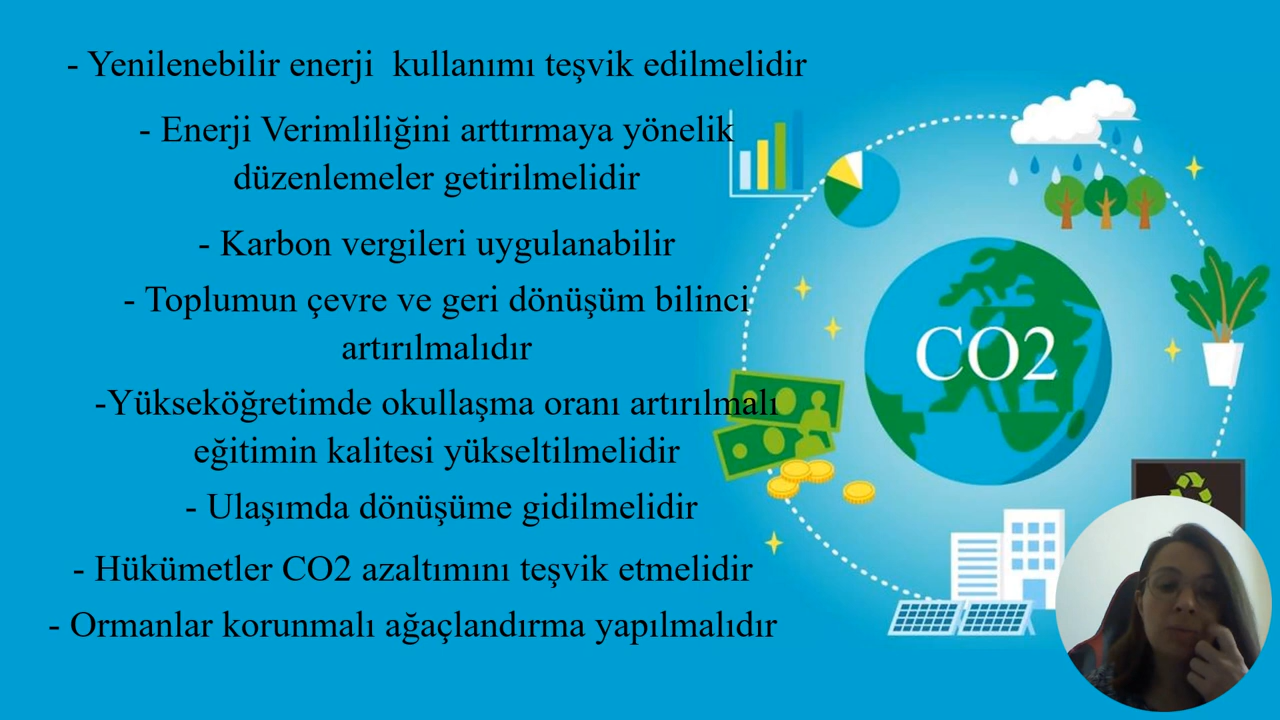 - Yenilenebilir enerji  kullanımı teşvik edilmelidir
- Enerji Verimliliğini arttırmaya yönelik
düzenlemeler getirilmelidir
- Karbon vergileri uygulanabilir
- Toplumun çevre ve geri dönüşüm bilinci
artırılmalıdır
-Yükseköğretimde okullaşma oranı artırılmalı
eğitimin kalitesi yükseltilmelidir
- Ulaşımda dönüşüme gidilmelidir
- Hükümetler CO2 azaltımını teşvik etmelidir
- Ormanlar korunmalı ağaçlandırma yapılmalıdır
CO2